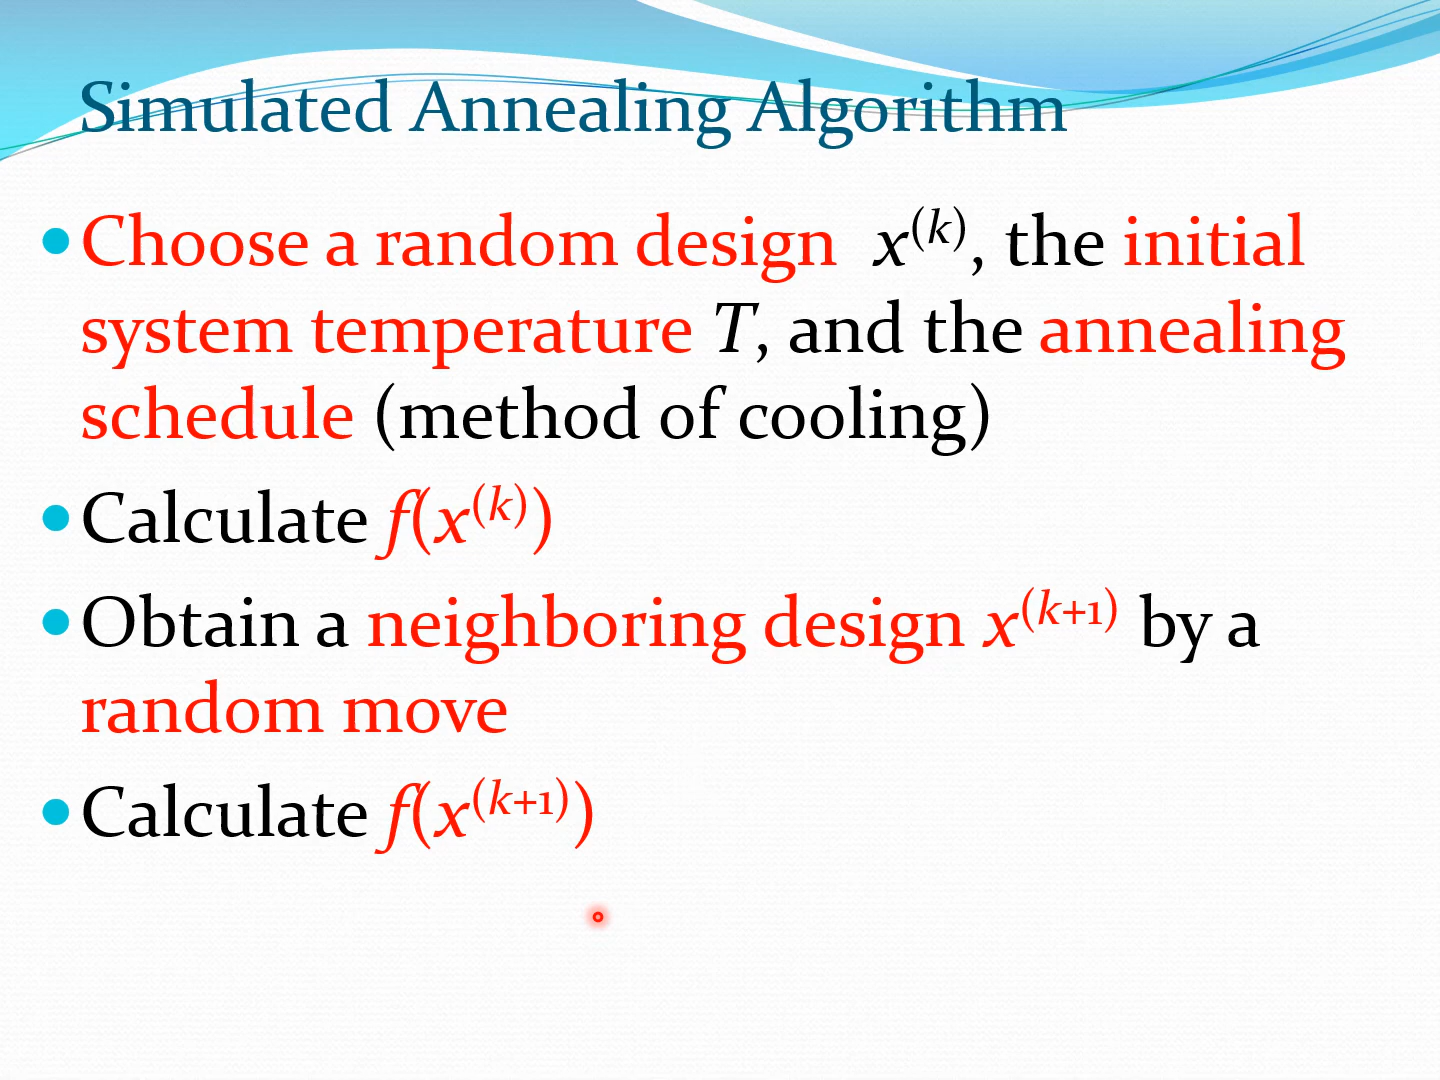 Simulated Annealing Algorithm
•Choose a random design x^(k), the initial
system temperature T, and the annealing
schedule (method of cooling)
•Calculate f(x^(k))
•Obtain a neighboring design x^(k+1) by a
random move
•Calculate f(x^(k+1))